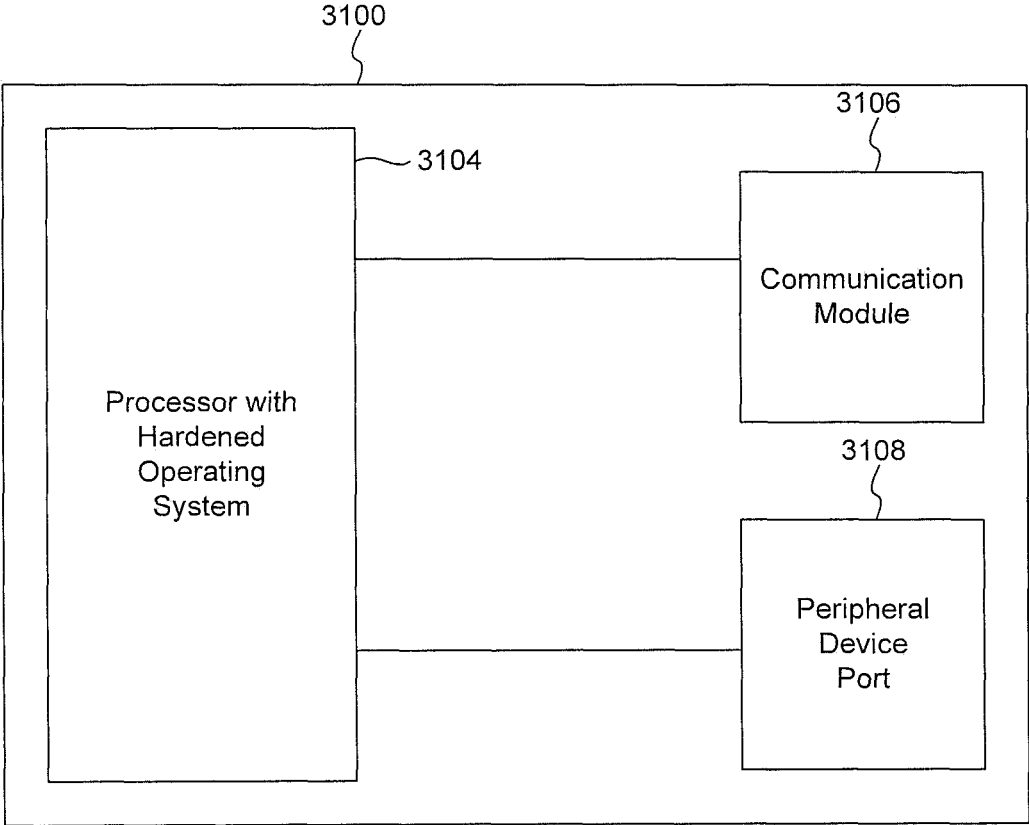 3100
3106
3104
Communication
Module
Processor with
Hardened
Operating
System
3108
Peripheral
Device
Port